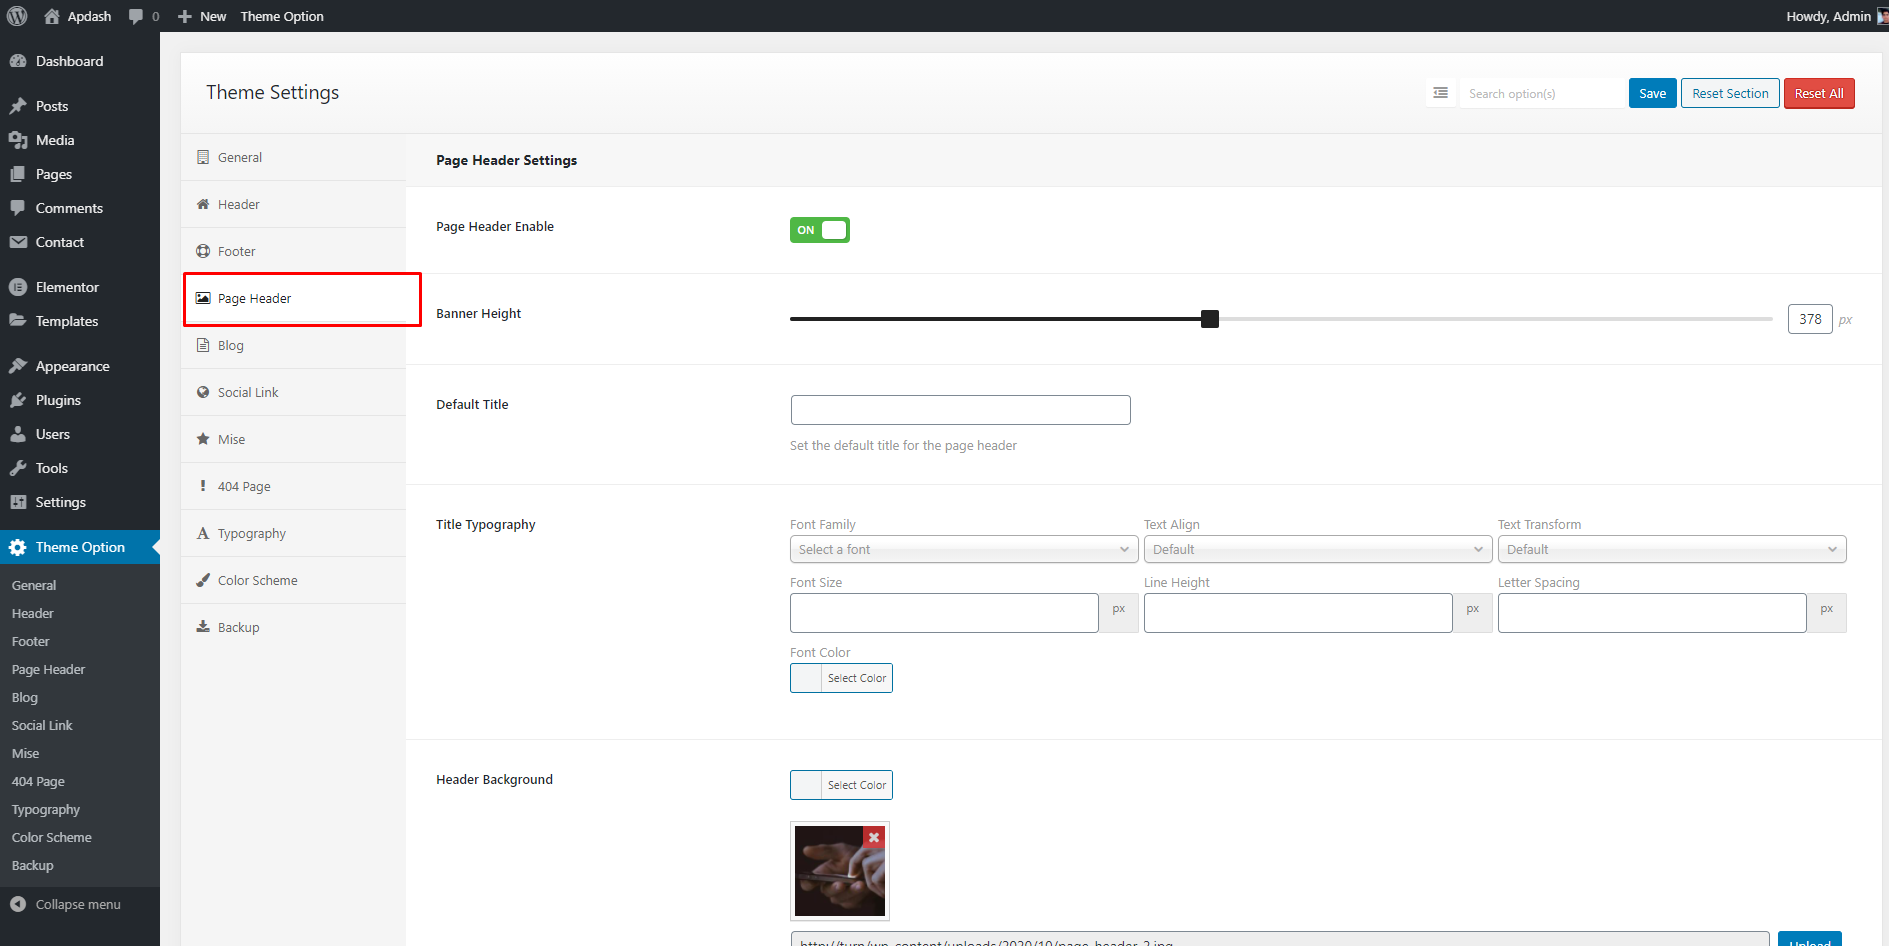 Apdash 0 New Theme Option Howdy, Admin
Dashboard
Posts
Media
Pages
Comments
Contact
Elementor
Templates
Appearance
Plugins
Users
Tools
Settings
Theme Option
General
Header
Footer
Page Header
Blog
Social Link
Mise
404 Page
Typography
Color Scheme
Backup
Collapse menu
Theme Settings
Search option(s) Save Reset Section Reset All
General
Header
Footer
Page Header
Blog
Social Link
Mise
404 Page
Typography
Color Scheme
Backup
Page Header Settings
Page Header Enable ON
Banner Height 378 px
Default Title
Set the default title for the page header
Title Typography
Font Family Text Align Text Transform
Select a font Default Default
Font Size Line Height Letter Spacing
px px px
Font Color
Select Color
Header Background Select Color
http://turn/wp-content/uploads/2020/10/page-header-2.jpg Upload